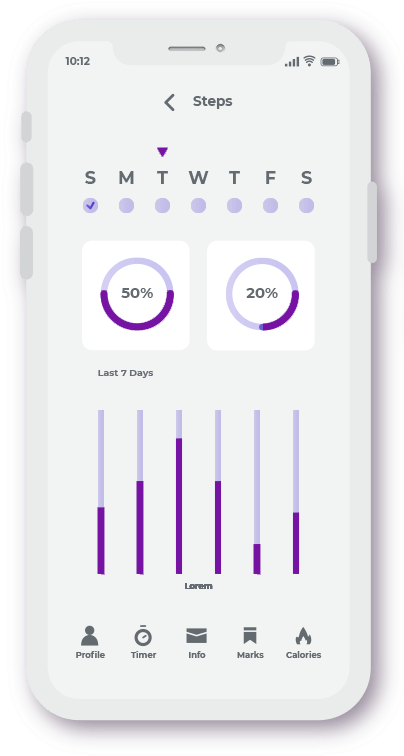 10:12
Steps
S M T W T F S
50% 20%
Last 7 Days
Lorem
Profile Timer Info Marks Calories